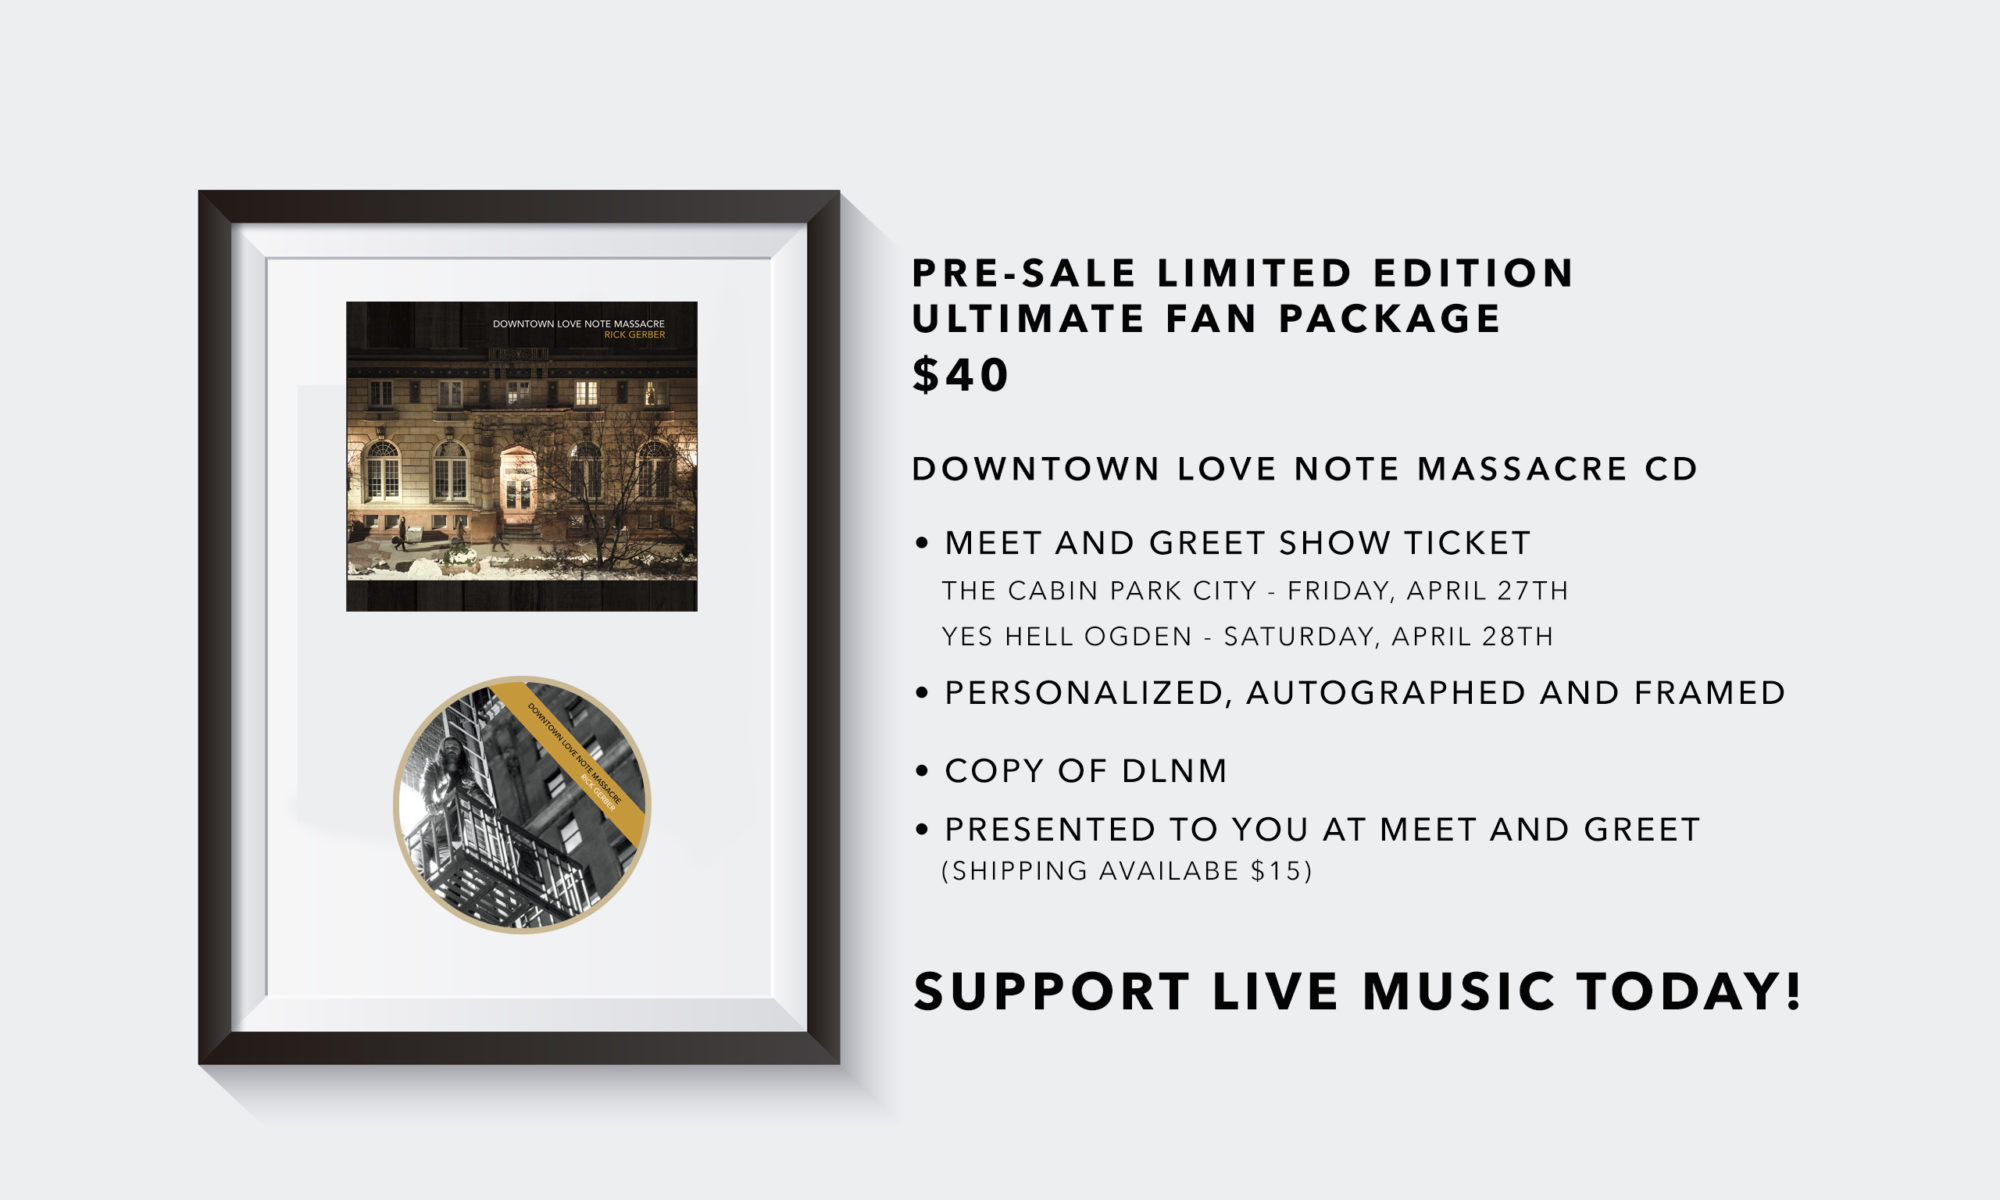 DOWNTOWN LOVE NOTE MASSACRE
RICK GERBER
DOWNTOWN LOVE NOTE MASSACRE
RICK GERBER
PRE-SALE LIMITED EDITION
ULTIMATE FAN PACKAGE
$40
DOWNTOWN LOVE NOTE MASSACRE CD
• MEET AND GREET SHOW TICKET
THE CABIN PARK CITY - FRIDAY, APRIL 27TH
YES HELL OGDEN - SATURDAY, APRIL 28TH
• PERSONALIZED, AUTOGRAPHED AND FRAMED
• COPY OF DLNM
• PRESENTED TO YOU AT MEET AND GREET
(SHIPPING AVAILABE $15)
SUPPORT LIVE MUSIC TODAY!